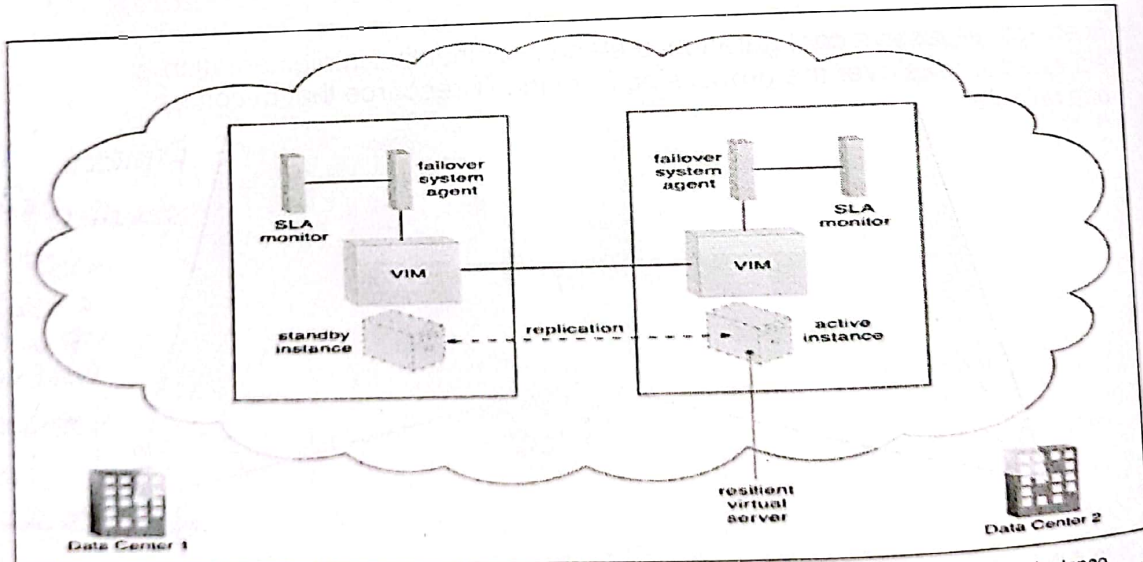 failover
system
agent
SLA
monitor
VIM
standby
instance
replication
failover
system
agent
SLA
monitor
VIM
active
instance
resilient
virtual
server
Data Center 1
Data Center 2